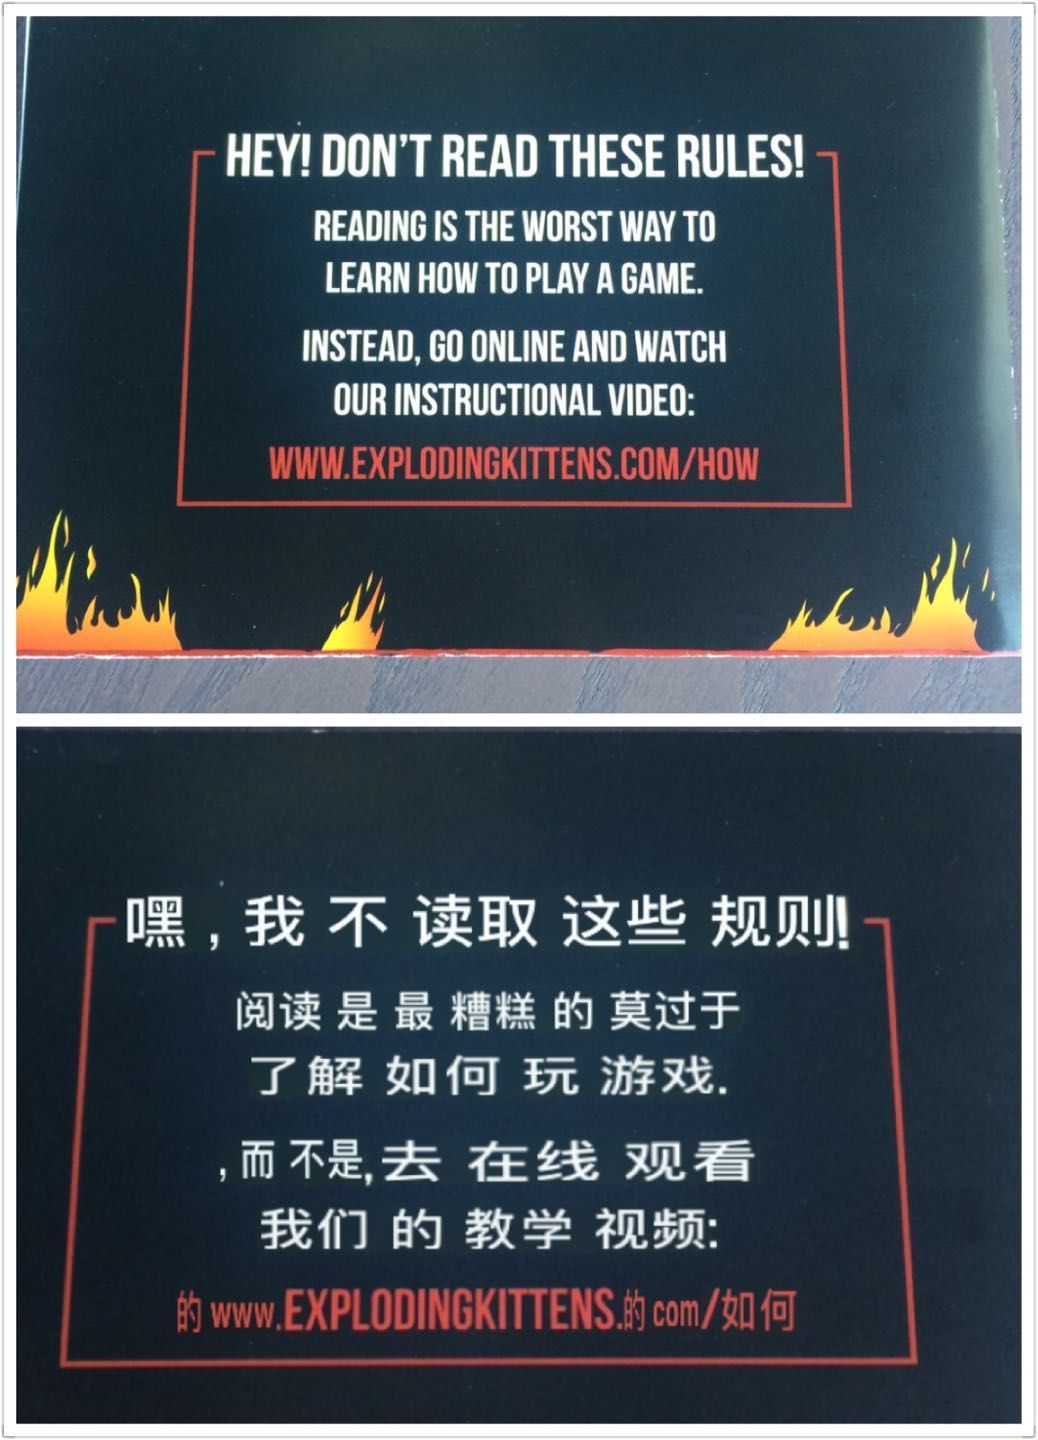 HEY! DON'T READ THESE RULES!
READING IS THE WORST WAY TO
LEARN HOW TO PLAY A GAME.
INSTEAD, GO ONLINE AND WATCH
OUR INSTRUCTIONAL VIDEO:
WWW.EXPLODINGKITTENS.COM/HOW
嘿 , 我 不 读取 这些 规则!
阅读 是 最 糟糕 的 莫过于
了解 如何 玩 游戏.
, 而 不是, 去 在线 观看
我们 的 教学 视频:
的 www.EXPLODINGKITTENS.的 com/如何